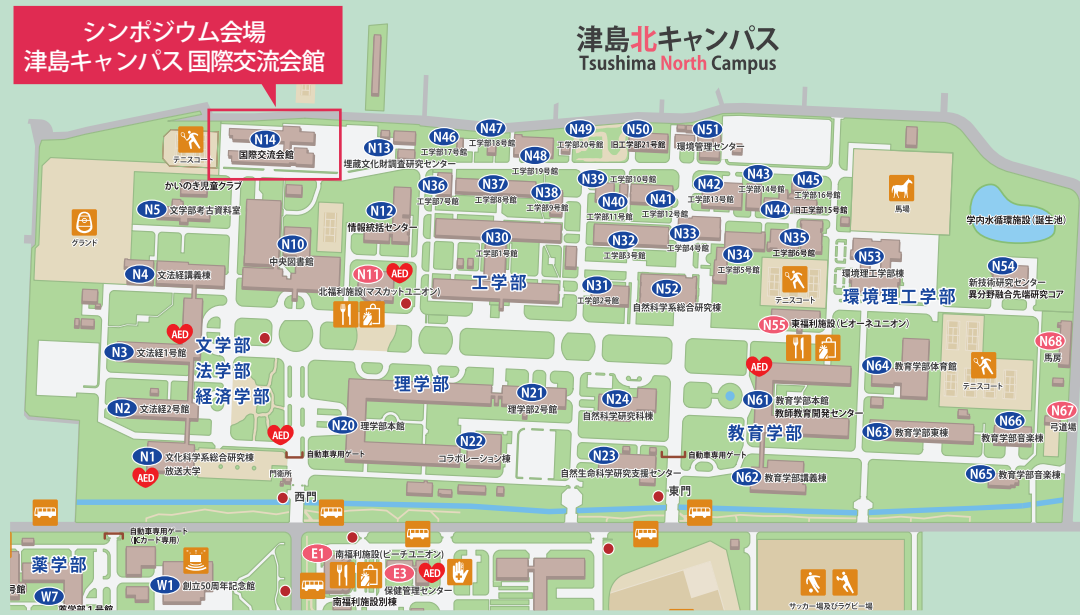 シンポジウム会場
津島キャンパス 国際交流会館
津島北キャンパス
Tsushima North Campus
N14
国際交流会館
テニスコート
N13
埋蔵文化財調査研究センター
N46
工学部17号館
N47
工学部18号館
N48
工学部19号館
N49
工学部20号館
N50
旧工学部21号館
N51
環境管理センター
かいのき児童クラブ
N5
文学部考古資料室
グランド
N12
情報統括センター
N36
工学部7号館
N37
工学部8号館
N38
工学部9号館
N39
工学部10号館
N40
工学部11号館
N41
工学部12号館
N42
工学部13号館
N43
工学部14号館
N45
工学部16号館
N44
旧工学部15号館
馬場
学内水循環施設(誕生池)
N10
中央図書館
N4
文法経講義棟
N11
AED
北福利施設(マスカットユニオン)
N30
工学部1号館
工学部
N32
工学部3号館
N33
工学部4号館
N34
工学部5号館
N35
工学部6号館
N31
工学部2号館
N52
自然科学系総合研究棟
テニスコート
N53
環境理工学部棟
環境理工学部
N54
新技術研究センター
異分野融合先端研究コア
N55
東福利施設(ピオーネユニオン)
AED
N3
文法経1号館
文学部
法学部
経済学部
N2
文法経2号館
理学部
N21
理学部2号館
N24
自然科学研究科棟
AED
N61
教育学部本館
教師教育開発センター
教育学部
N64
教育学部体育館
テニスコート
N68
馬房
N67
弓道場
N66
教育学部音楽棟
N63
教育学部東棟
N65
教育学部音楽棟
N62
教育学部講義棟
N20
理学部本館
AED
N1
文化科学系総合研究棟
放送大学
AED
門衛所
自動車専用ゲート
西門
N22
コラボレーション棟
N23
自然生命科学研究支援センター
自動車専用ゲート
東門
自動車専用ゲート
(ICカード専用)
薬学部
W1
創立50周年記念館
W7
薬学部1号館
号館
E1
南福利施設(ピーチユニオン)
E3
AED
保健管理センター
南福利施設別棟
サッカー場及びラグビー場